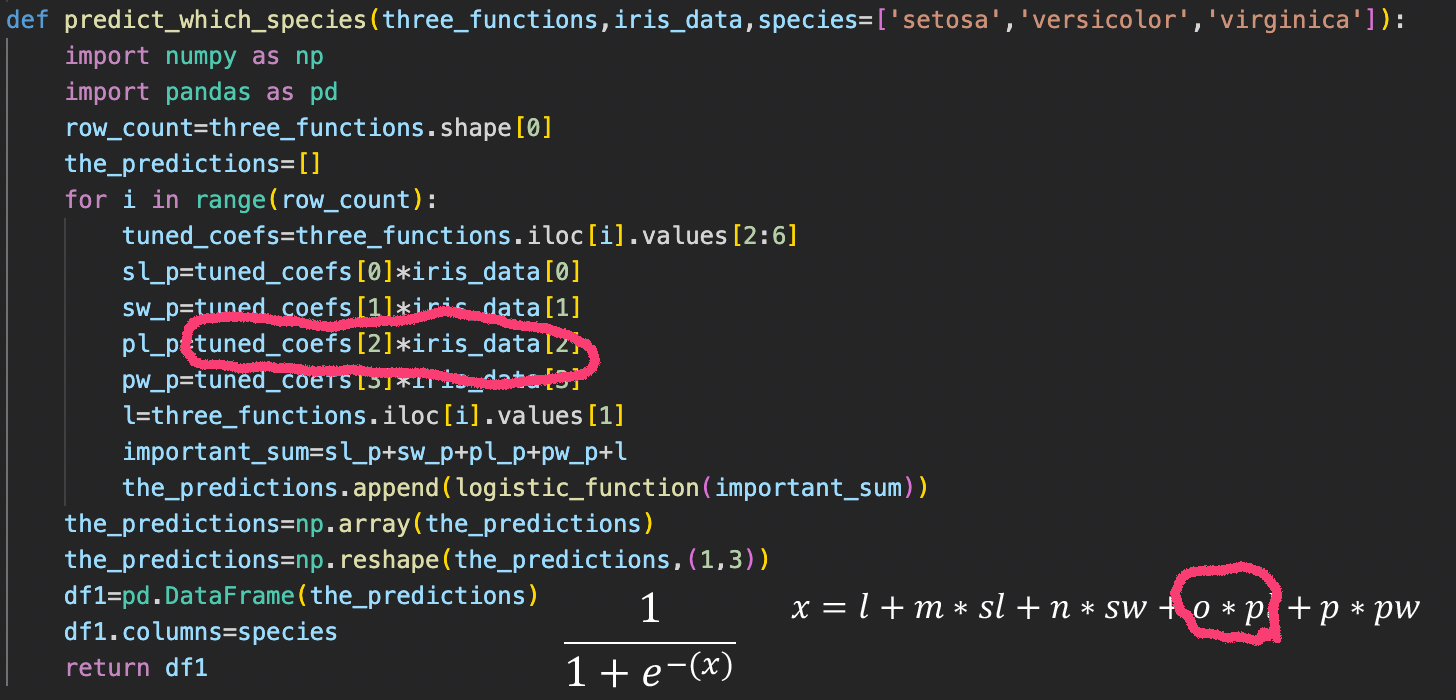 def predict_which_species(three_functions,iris_data,species=['setosa','versicolor','virginica']):
    import numpy as np
    import pandas as pd
    row_count=three_functions.shape[0]
    the_predictions=[]
    for i in range(row_count):
        tuned_coefs=three_functions.iloc[i].values[2:6]
        sl_p=tuned_coefs[0]*iris_data[0]
        sw_p=tuned_coefs[1]*iris_data[1]
        pl_p=tuned_coefs[2]*iris_data[2]
        pw_p=tuned_coefs[3]*iris_data[3]
        l=three_functions.iloc[i].values[1]
        important_sum=sl_p+sw_p+pl_p+pw_p+l
        the_predictions.append(logistic_function(important_sum))
    the_predictions=np.array(the_predictions)
    the_predictions=np.reshape(the_predictions,(1,3))
    df1=pd.DataFrame(the_predictions)
    df1.columns=species
    return df1
1
1 + e^−(x)
x = l + m ∗ sl + n ∗ sw + o ∗ pl + p ∗ pw